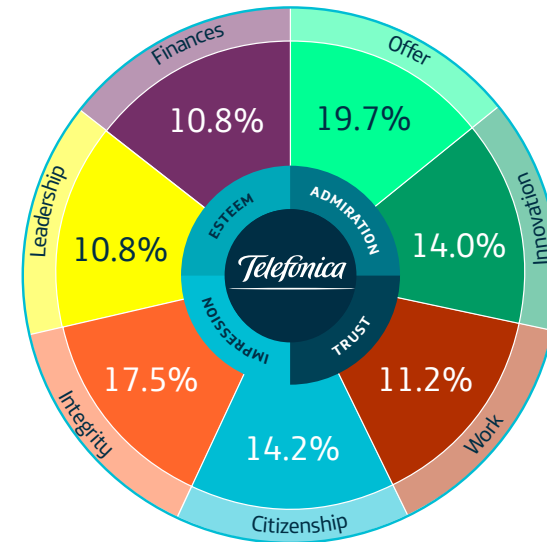 Finances
Offer
10.8%
19.7%
Leadership
ESTEEM
ADMIRATION
Innovation
10.8%
Telefónica
14.0%
IMPRESSION
TRUST
17.5%
11.2%
Integrity
14.2%
Work
Citizenship